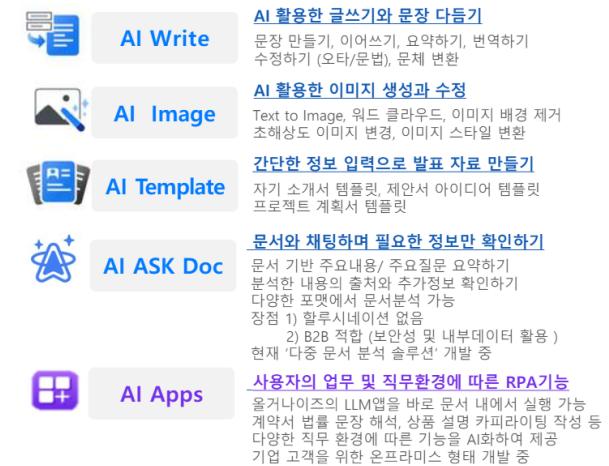 AI Write
AI 활용한 글쓰기와 문장 다듬기
문장 만들기, 이어쓰기, 요약하기, 번역하기
수정하기 (오타/문법), 문체 변환
AI Image
AI 활용한 이미지 생성과 수정
Text to Image, 워드 클라우드, 이미지 배경 제거
초해상도 이미지 변경, 이미지 스타일 변환
AI Template
간단한 정보 입력으로 발표 자료 만들기
자기 소개서 템플릿, 제안서 아이디어 템플릿
프로젝트 계획서 템플릿
AI ASK Doc
문서와 채팅하며 필요한 정보만 확인하기
문서 기반 주요내용/ 주요질문 요약하기
분석한 내용의 출처와 추가정보 확인하기
다양한 포맷에서 문서분석 가능
장점 1) 할루시네이션 없음
2) B2B 적합 (보안성 및 내부데이터 활용 )
현재 '다중 문서 분석 솔루션' 개발 중
AI Apps
사용자의 업무 및 직무환경에 따른 RPA기능
올거나이즈의 LLM앱을 바로 문서 내에서 실행 가능
계약서 법률 문장 해석, 상품 설명 카피라이팅 작성 등
다양한 직무 환경에 따른 기능을 AI화하여 제공
기업 고객을 위한 온프라미스 형태 개발 중